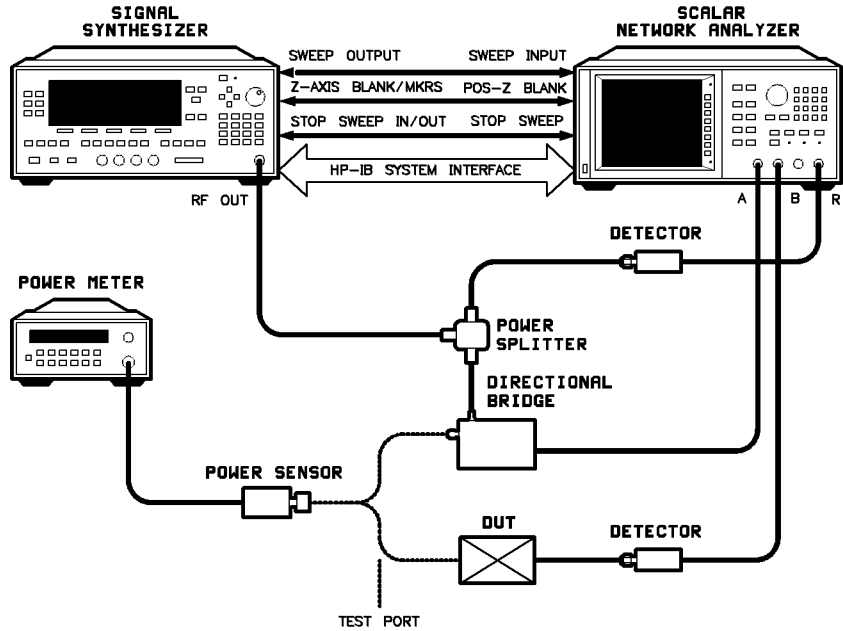 SIGNAL
SYNTHESIZER
SCALAR
NETWORK ANALYZER
SWEEP OUTPUT
SWEEP INPUT
Z-AXIS BLANK/MKRS
POS-Z BLANK
STOP SWEEP IN/OUT
STOP SWEEP
HP-IB SYSTEM INTERFACE
RF OUT
A
B
R
DETECTOR
POWER METER
POWER
SPLITTER
DIRECTIONAL
BRIDGE
POWER SENSOR
DUT
DETECTOR
TEST PORT